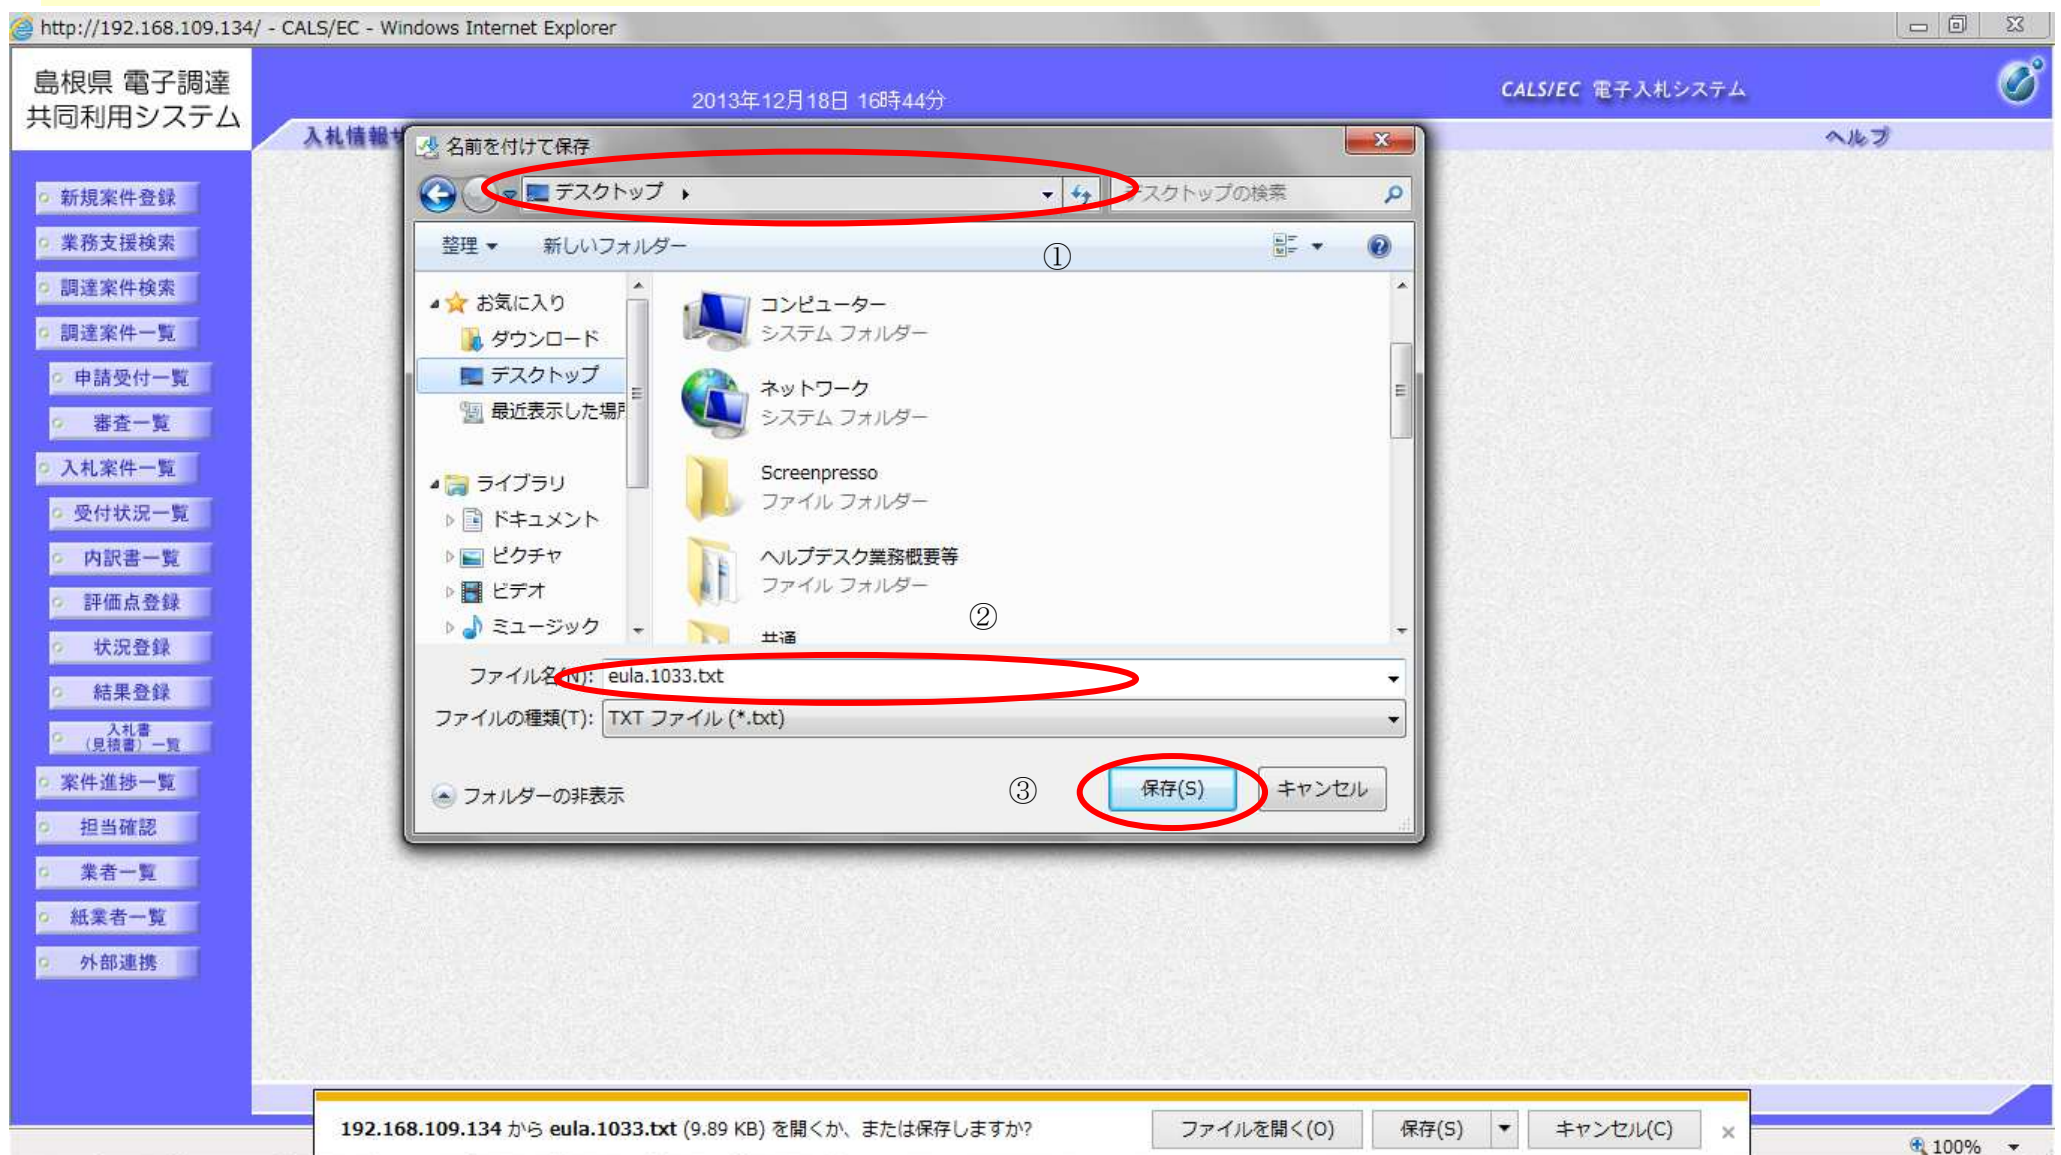 http://192.168.109.134/ - CALS/EC - Windows Internet Explorer
島根県 電子調達
共同利用システム
2013年12月18日 16時44分
CALS/EC 電子入札システム
入札情報サ
ヘルプ
新規案件登録
業務支援検索
調達案件検索
調達案件一覧
申請受付一覧
審査一覧
入札案件一覧
受付状況一覧
内訳書一覧
評価点登録
状況登録
結果登録
入札書
(見積書) 一覧
案件進捗一覧
担当確認
業者一覧
紙業者一覧
外部連携
名前を付けて保存
デスクトップ
デスクトップの検索
整理
新しいフォルダー
①
お気に入り
ダウンロード
デスクトップ
最近表示した場所
ライブラリ
ドキュメント
ピクチャ
ビデオ
ミュージック
コンピューター
システム フォルダー
ネットワーク
システム フォルダー
Screenpresso
ファイル フォルダー
ヘルプデスク業務概要等
ファイル フォルダー
共通
②
ファイル名(N): eula.1033.txt
ファイルの種類(T): TXT ファイル (*.txt)
フォルダーの非表示
③
保存(S)
キャンセル
192.168.109.134 から eula.1033.txt (9.89 KB) を開くか、または保存しますか?
ファイルを開く(O)
保存(S)
キャンセル(C)
100%